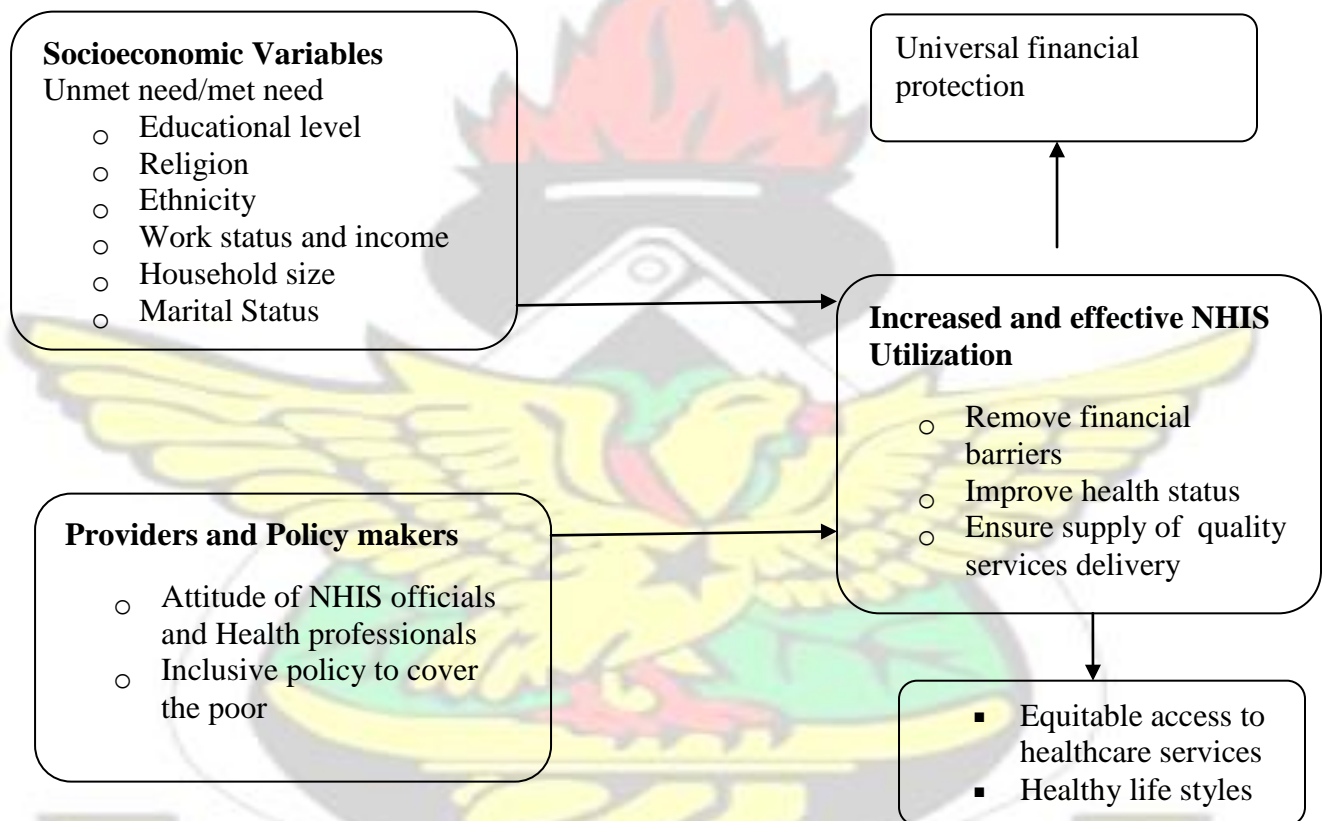 Socioeconomic Variables
Unmet need/met need
○ Educational level
○ Religion
○ Ethnicity
○ Work status and income
○ Household size
○ Marital Status
Universal financial
protection
Increased and effective NHIS
Utilization
○ Remove financial
barriers
○ Improve health status
○ Ensure supply of quality
services delivery
Providers and Policy makers
○ Attitude of NHIS officials
and Health professionals
○ Inclusive policy to cover
the poor
▪ Equitable access to
healthcare services
▪ Healthy life styles